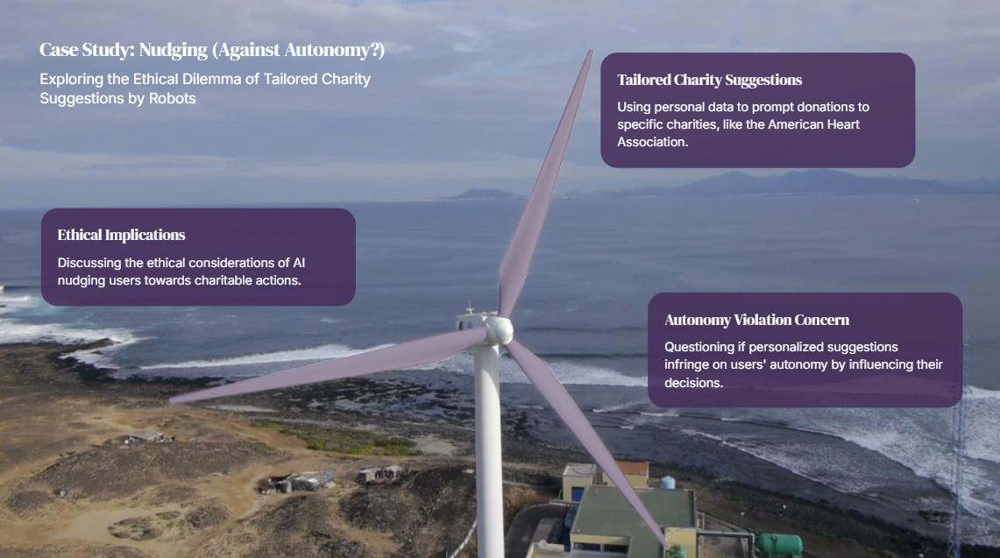 Case Study: Nudging (Against Autonomy?)
Exploring the Ethical Dilemma of Tailored Charity
Suggestions by Robots
Tailored Charity Suggestions
Using personal data to prompt donations to
specific charities, like the American Heart
Association.
Ethical Implications
Discussing the ethical considerations of AI
nudging users towards charitable actions.
Autonomy Violation Concern
Questioning if personalized suggestions
infringe on users' autonomy by influencing their
decisions.